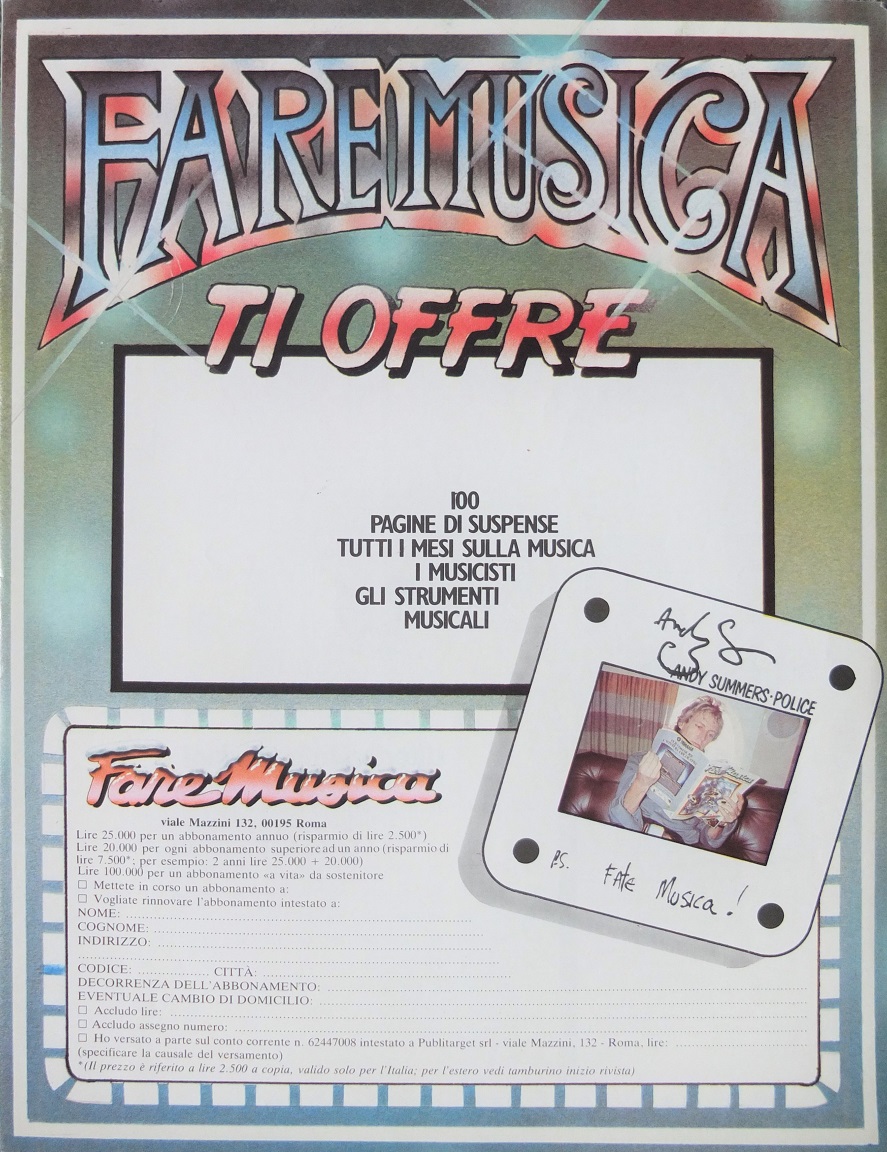 FARE MUSICA
TI OFFRE
100
PAGINE DI SUSPENSE
TUTTI I MESI SULLA MUSICA
I MUSICISTI
GLI STRUMENTI
MUSICALI
Andy S
ANDY SUMMERS·POLICE
P.S. FATE MUSICA!
Fare Musica
viale Mazzini 132, 00195 Roma
Lire 25.000 per un abbonamento annuo (risparmio di lire 2.500*)
Lire 20.000 per ogni abbonamento superiore ad un anno (risparmio di
lire 7.500*; per esempio: 2 anni lire 25.000 + 20.000)
Lire 100.000 per un abbonamento «a vita» da sostenitore
☐ Mettete in corso un abbonamento a:
☐ Vogliate rinnovare l'abbonamento intestato a:
NOME:
COGNOME:
INDIRIZZO:
CODICE: CITTÀ:
DECORRENZA DELL'ABBONAMENTO:
EVENTUALE CAMBIO DI DOMICILIO:
☐ Accludo lire:
☐ Accludo assegno numero:
☐ Ho versato a parte sul conto corrente n. 62447008 intestato a Publitarget srl - viale Mazzini, 132 - Roma, lire:
(specificare la causale del versamento)
*(Il prezzo è riferito a lire 2.500 a copia, valido solo per l'Italia; per l'estero vedi tamburino inizio rivista)